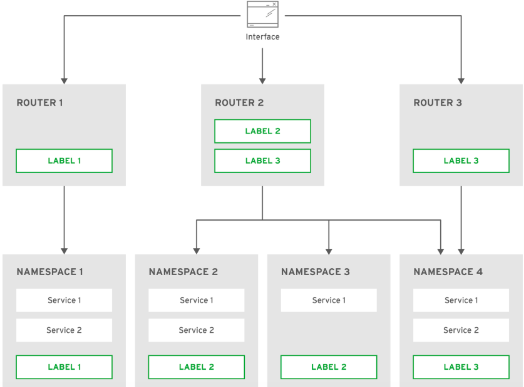 Interface
ROUTER 1
ROUTER 2
ROUTER 3
LABEL 2
LABEL 1
LABEL 3
LABEL 3
NAMESPACE 1
NAMESPACE 2
NAMESPACE 3
NAMESPACE 4
Service 1
Service 1
Service 1
Service 1
Service 2
Service 2
Service 2
LABEL 1
LABEL 2
LABEL 2
LABEL 3